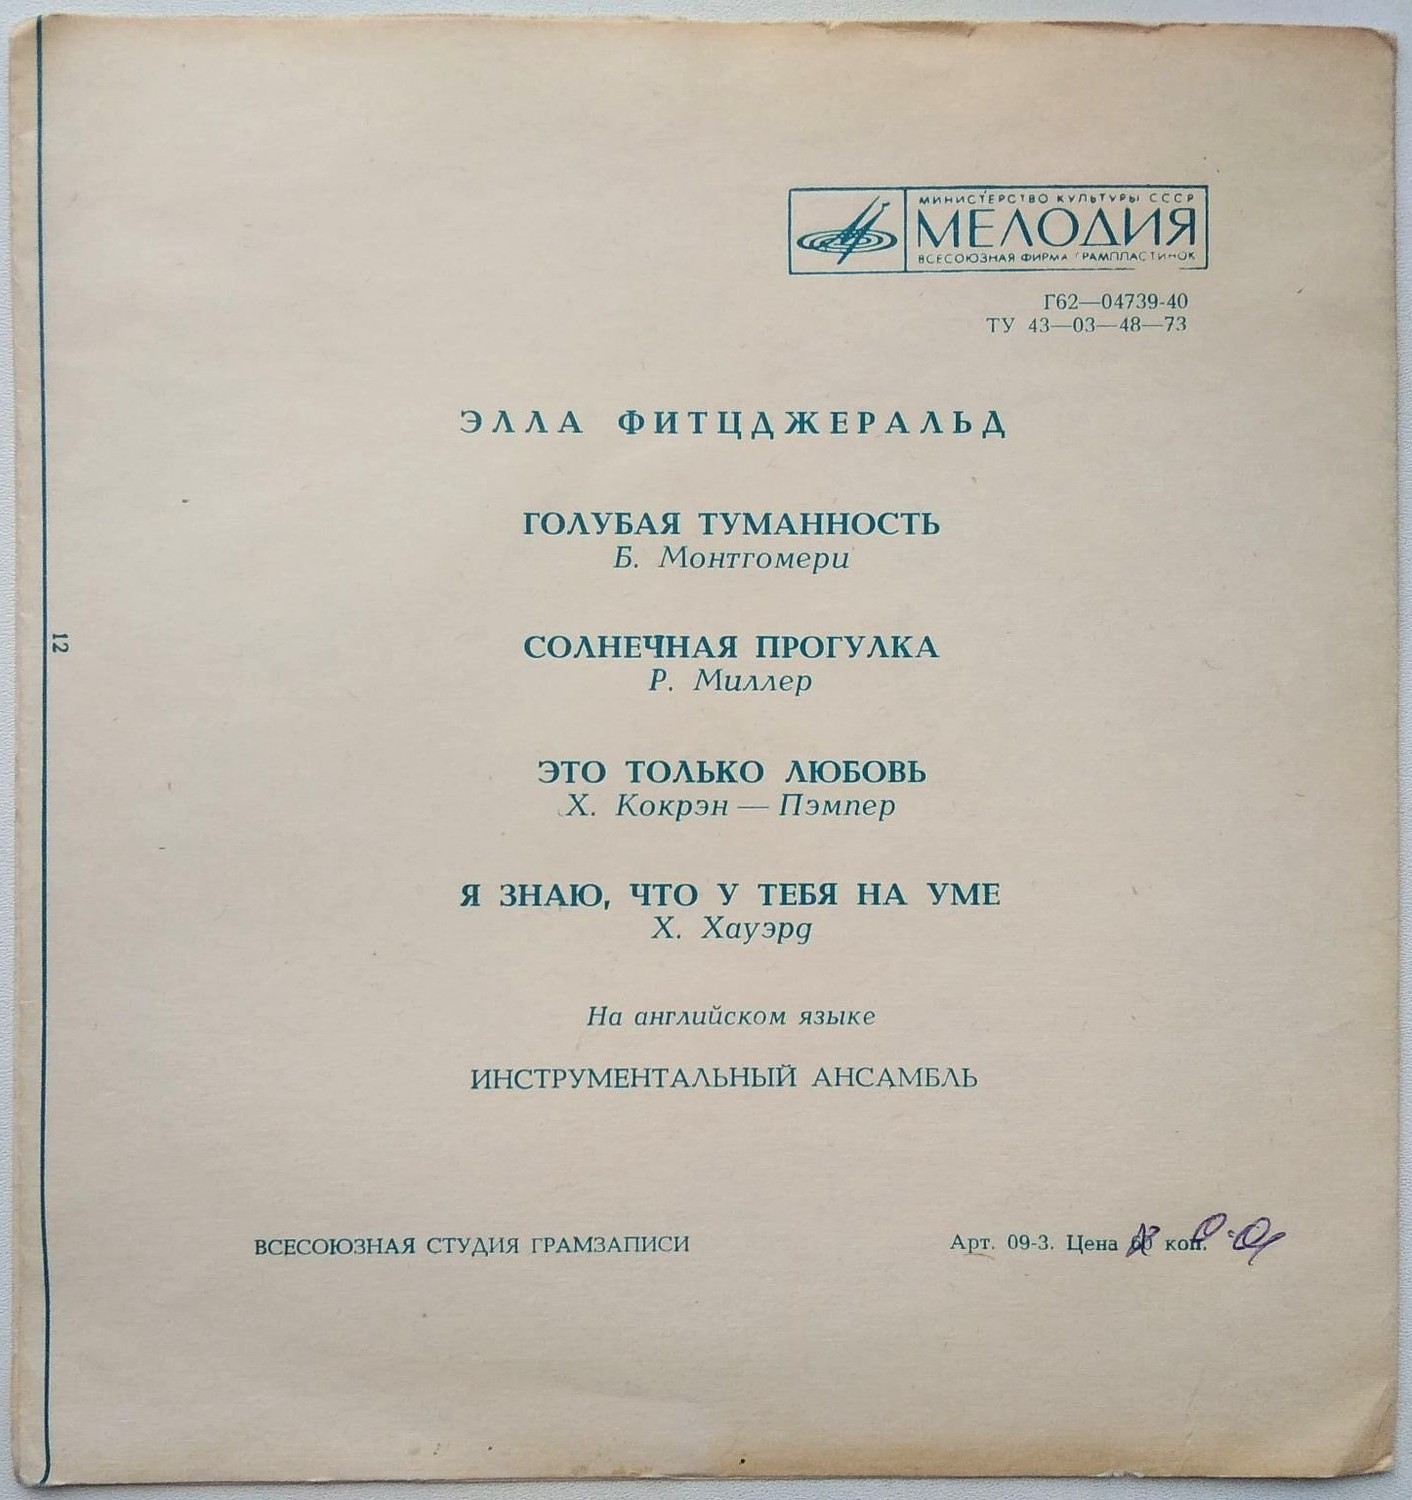 МИНИСТЕРСТВО КУЛЬТУРЫ СССР
МЕЛОДИЯ
ВСЕСОЮЗНАЯ ФИРМА ГРАМПЛАСТИНОК
Г62—04739-40
ТУ 43—03—48—73
ЭЛЛА ФИТЦДЖЕРАЛЬД
ГОЛУБАЯ ТУМАННОСТЬ
Б. Монтгомери
СОЛНЕЧНАЯ ПРОГУЛКА
Р. Миллер
ЭТО ТОЛЬКО ЛЮБОВЬ
Х. Кокрэн — Пэмпер
Я ЗНАЮ, ЧТО У ТЕБЯ НА УМЕ
Х. Хауэрд
На английском языке
ИНСТРУМЕНТАЛЬНЫЙ АНСАМБЛЬ
12
ВСЕСОЮЗНАЯ СТУДИЯ ГРАМЗАПИСИ
Арт. 09-3. Цена коп.